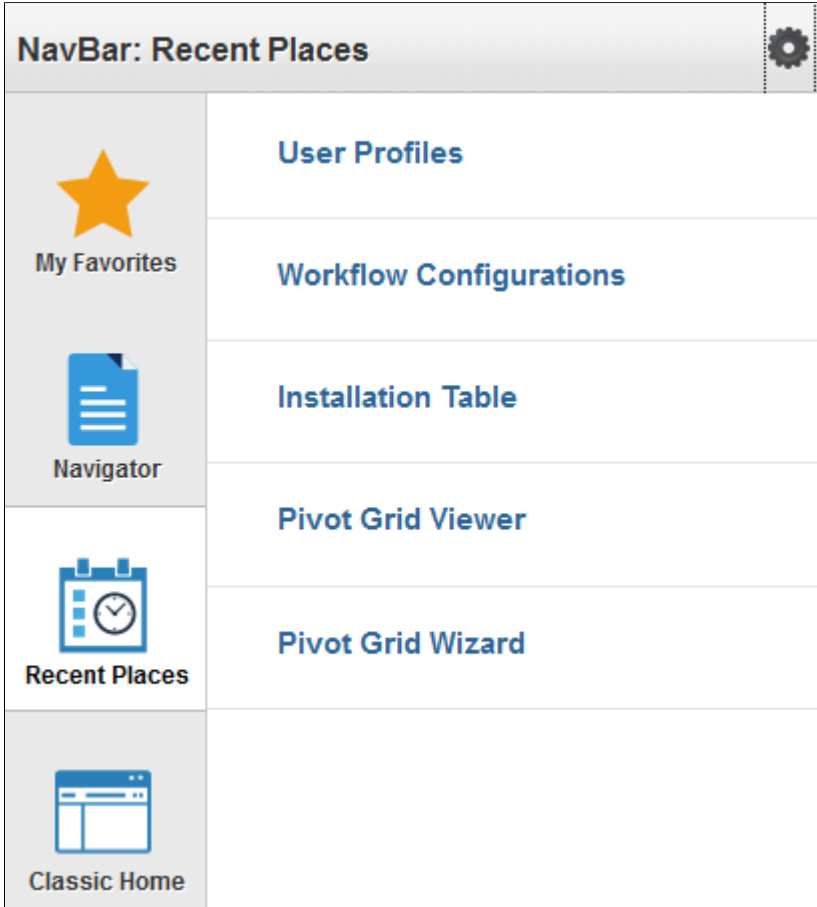 NavBar: Recent Places
My Favorites
Navigator
Recent Places
Classic Home
User Profiles
Workflow Configurations
Installation Table
Pivot Grid Viewer
Pivot Grid Wizard